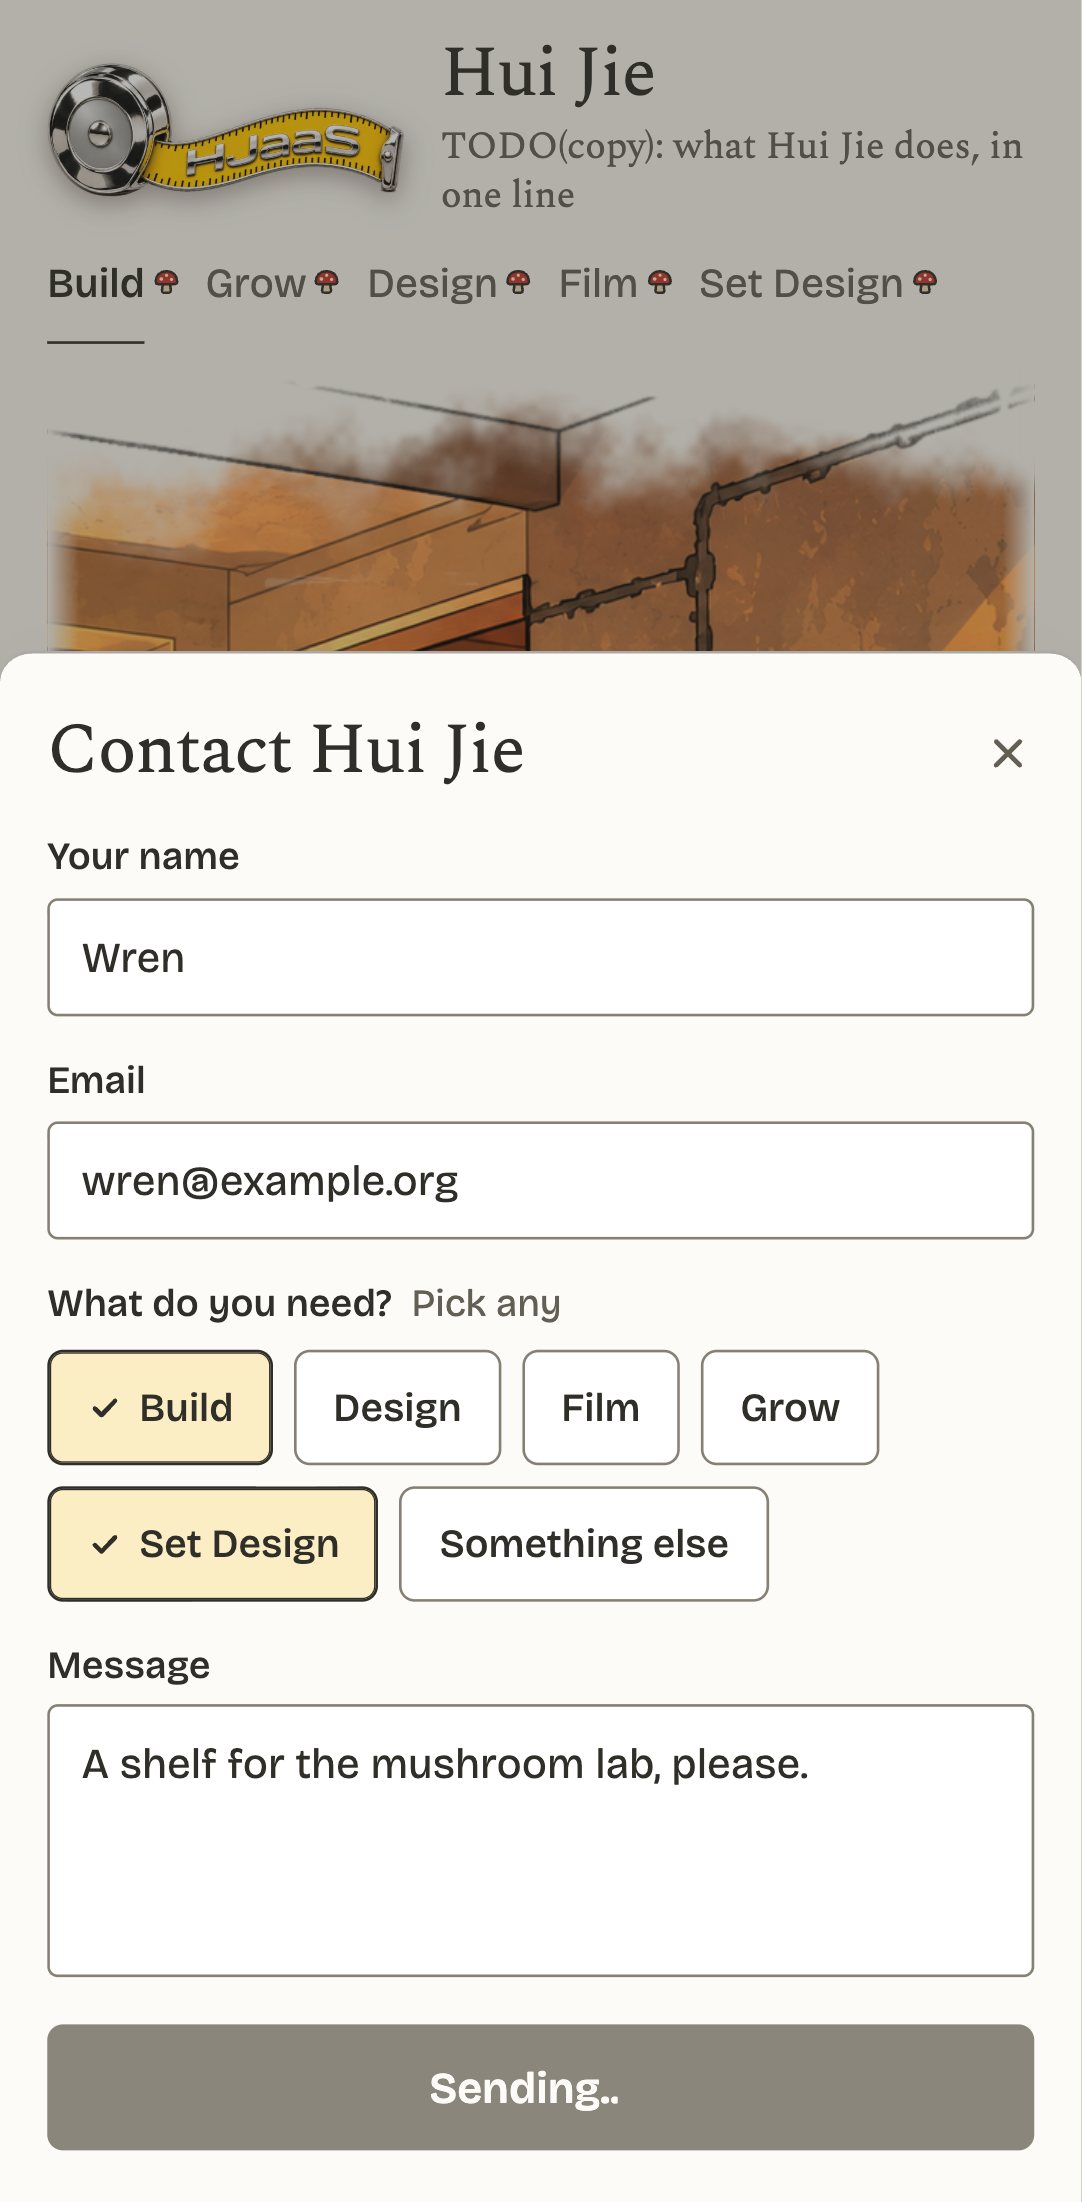 HJaaS
Hui Jie
TODO(copy): what Hui Jie does, in
one line
Build Grow Design Film Set Design
Contact Hui Jie
Your name
Wren
Email
wren@example.org
What do you need? Pick any
Build Design Film Grow
Set Design Something else
Message
A shelf for the mushroom lab, please.
Sending..